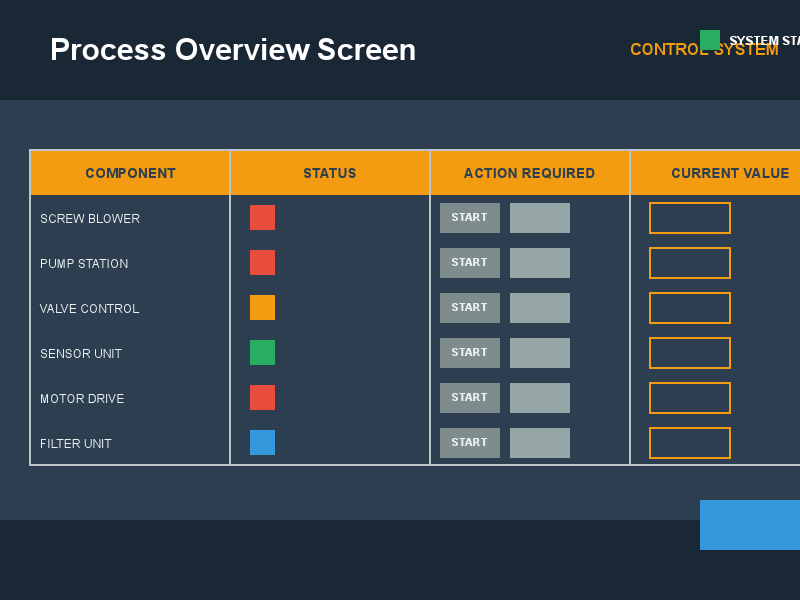 Process Overview Screen
CONTROL SYSTEM
SYSTEM STA
COMPONENT STATUS ACTION REQUIRED CURRENT VALUE
SCREW BLOWER START
PUMP STATION START
VALVE CONTROL START
SENSOR UNIT START
MOTOR DRIVE START
FILTER UNIT START